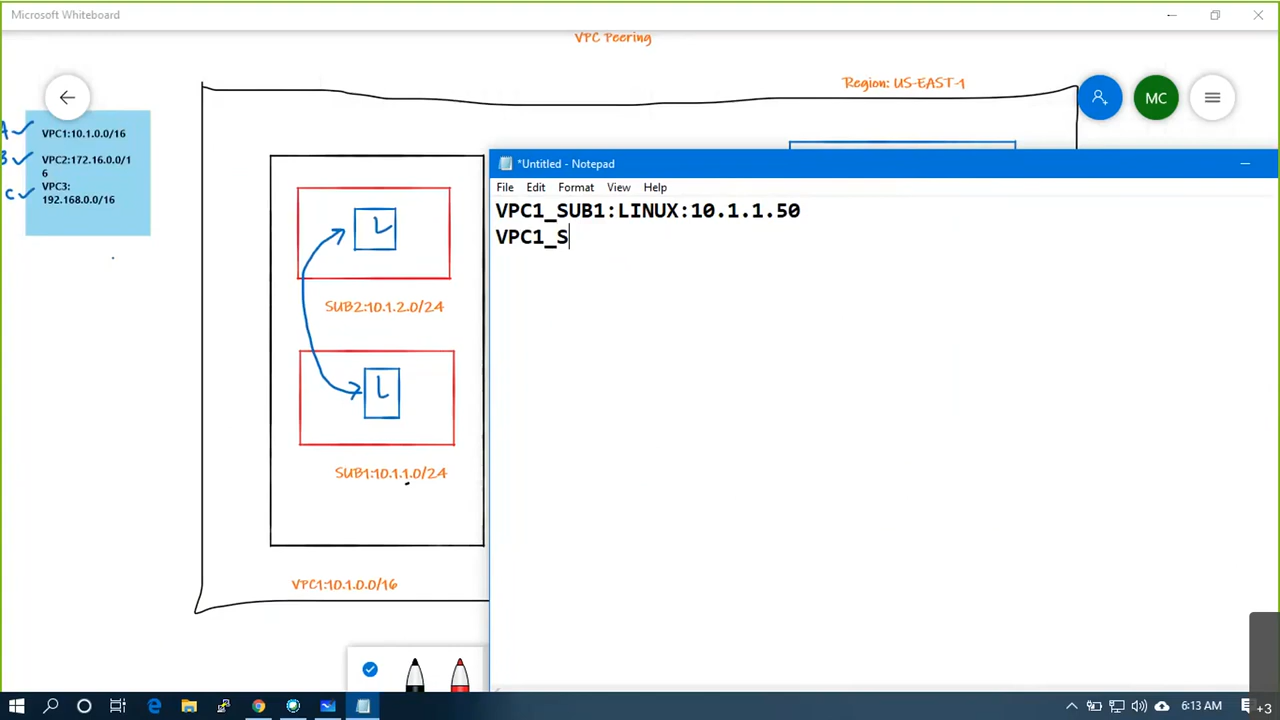 Microsoft Whiteboard
VPC Peering
Region: US-EAST-1
MC
A
B
C
VPC1:10.1.0.0/16
VPC2:172.16.0.0/1
6
VPC3:
192.168.0.0/16
*Untitled - Notepad
File Edit Format View Help
VPC1_SUB1:LINUX:10.1.1.50
VPC1_S
L
SUB2:10.1.2.0/24
L
SUB1:10.1.1.0/24
VPC1:10.1.0.0/16
6:13 AM
+3